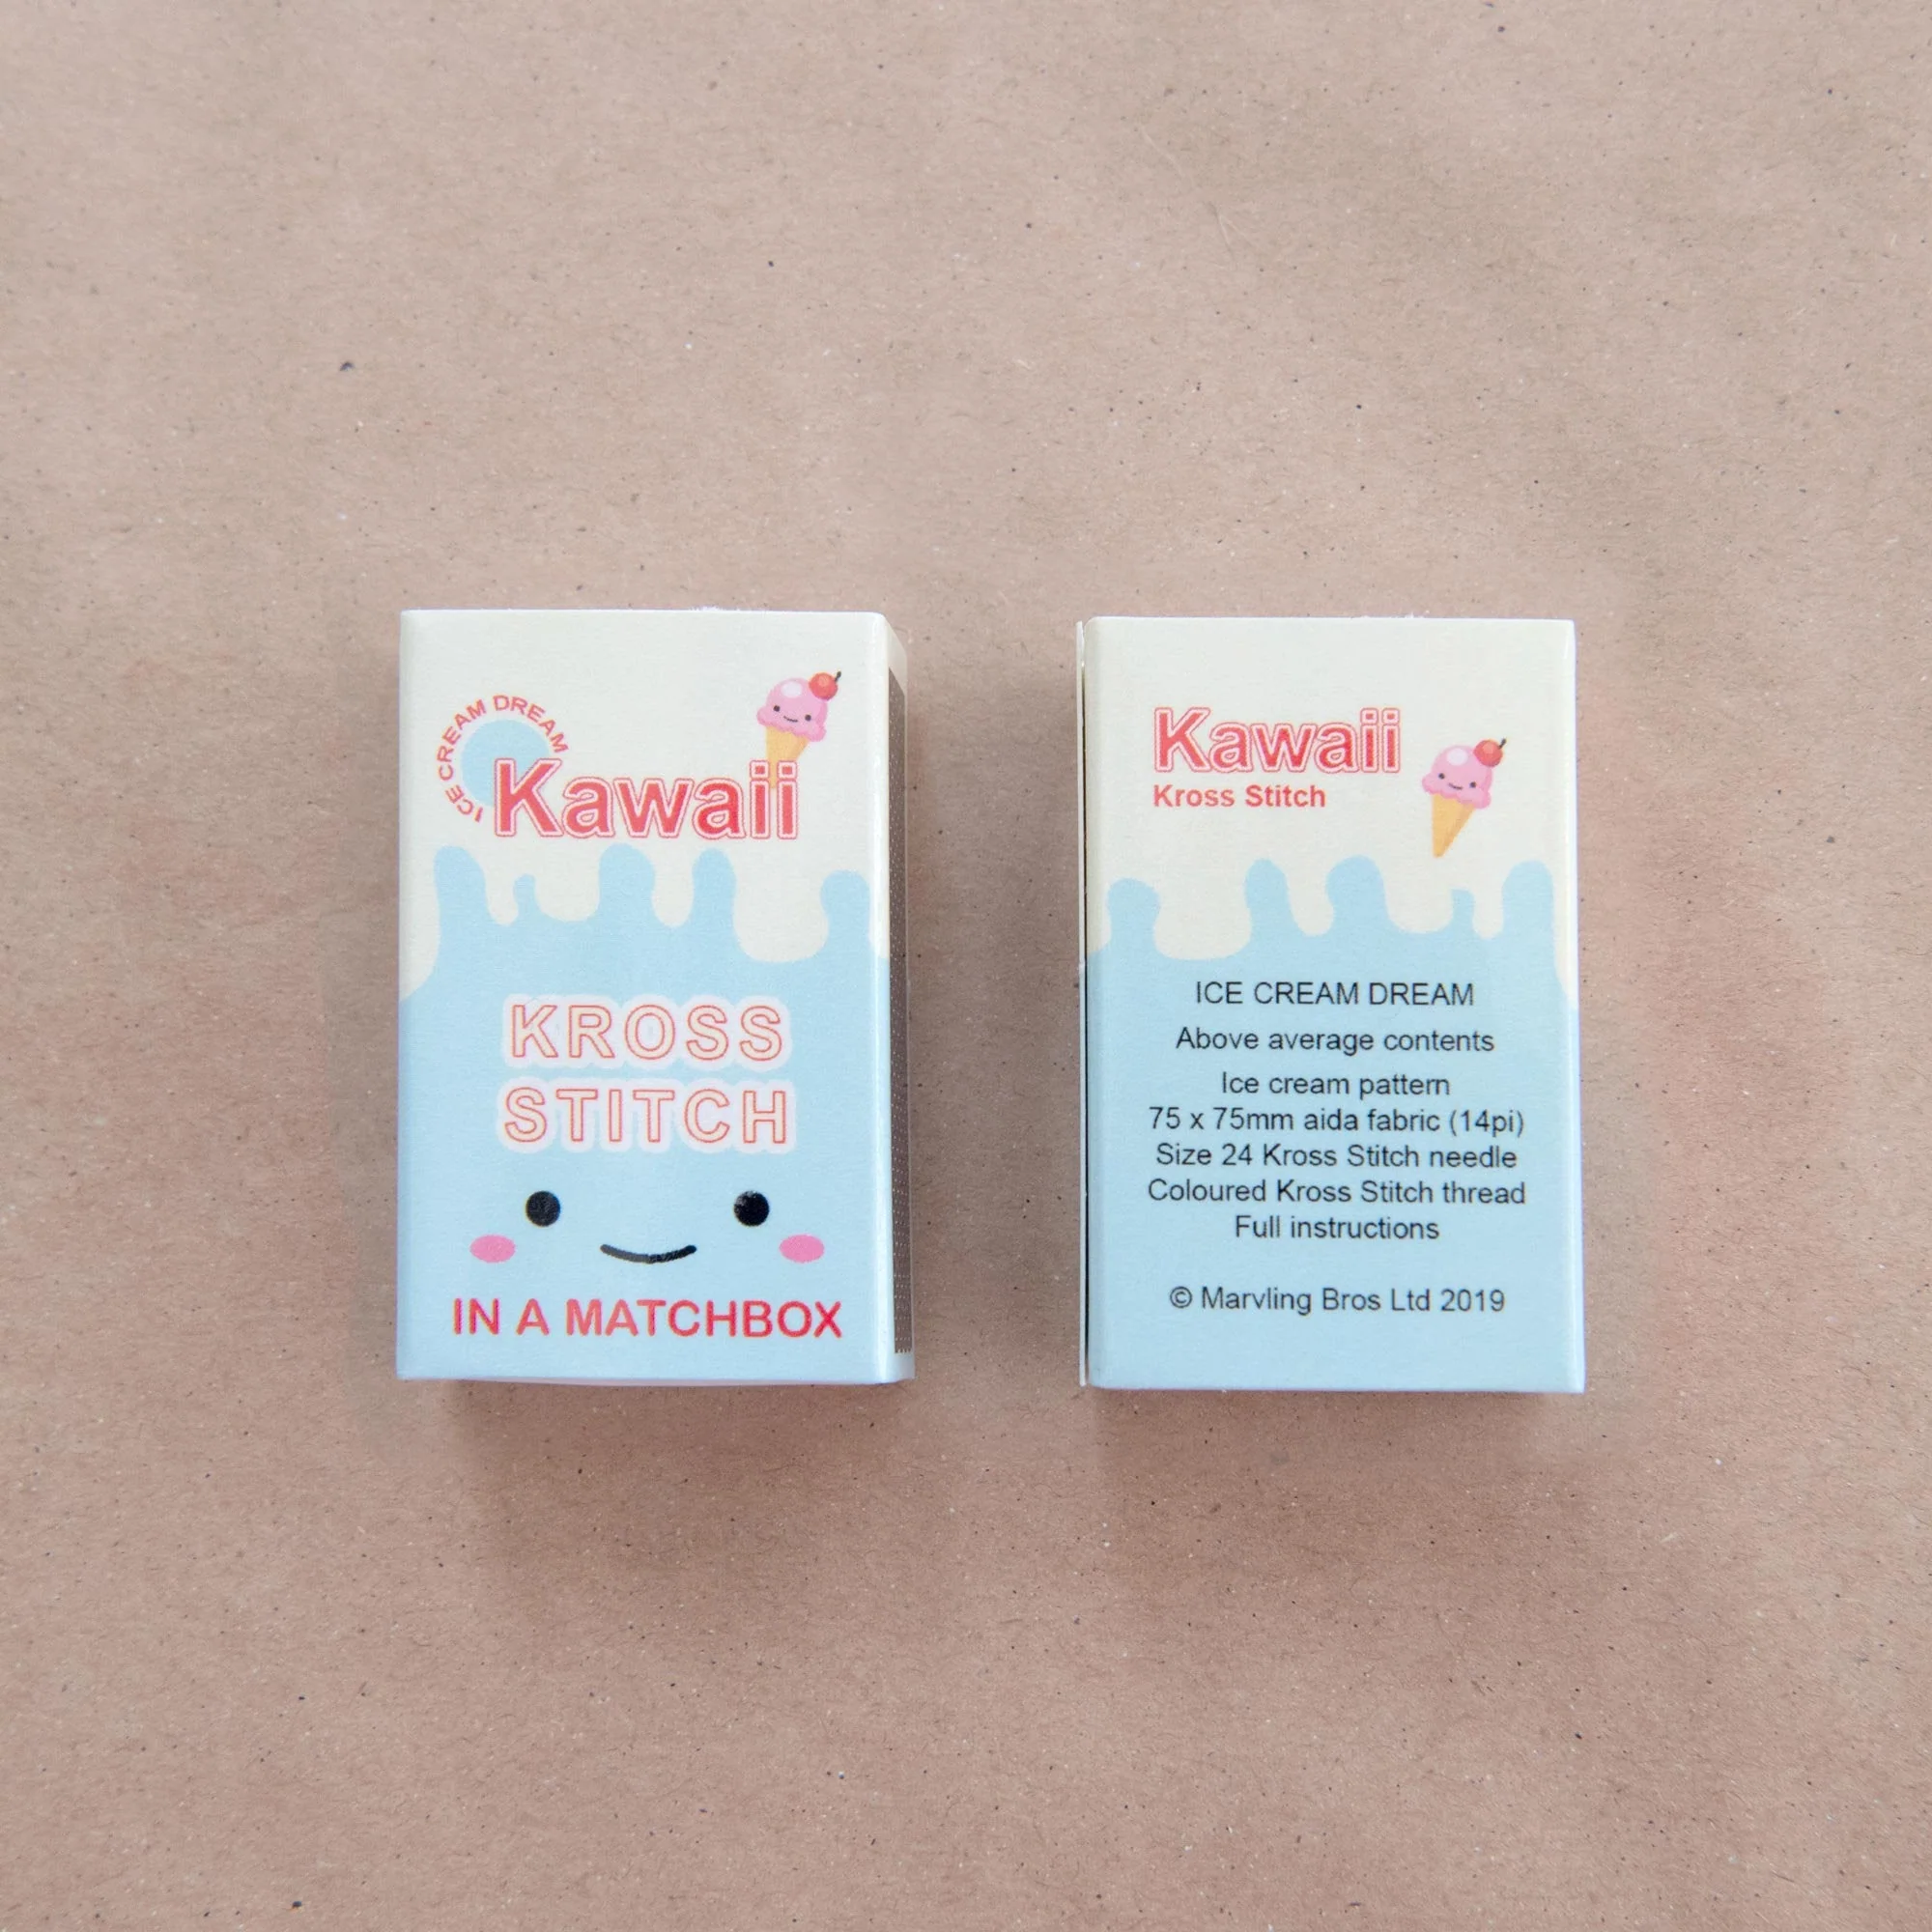 ICE CREAM DREAM
Kawaii
KROSS
STITCH
IN A MATCHBOX
Kawaii
Kross Stitch
ICE CREAM DREAM
Above average contents
Ice cream pattern
75 x 75mm aida fabric (14pi)
Size 24 Kross Stitch needle
Coloured Kross Stitch thread
Full instructions
© Marvling Bros Ltd 2019